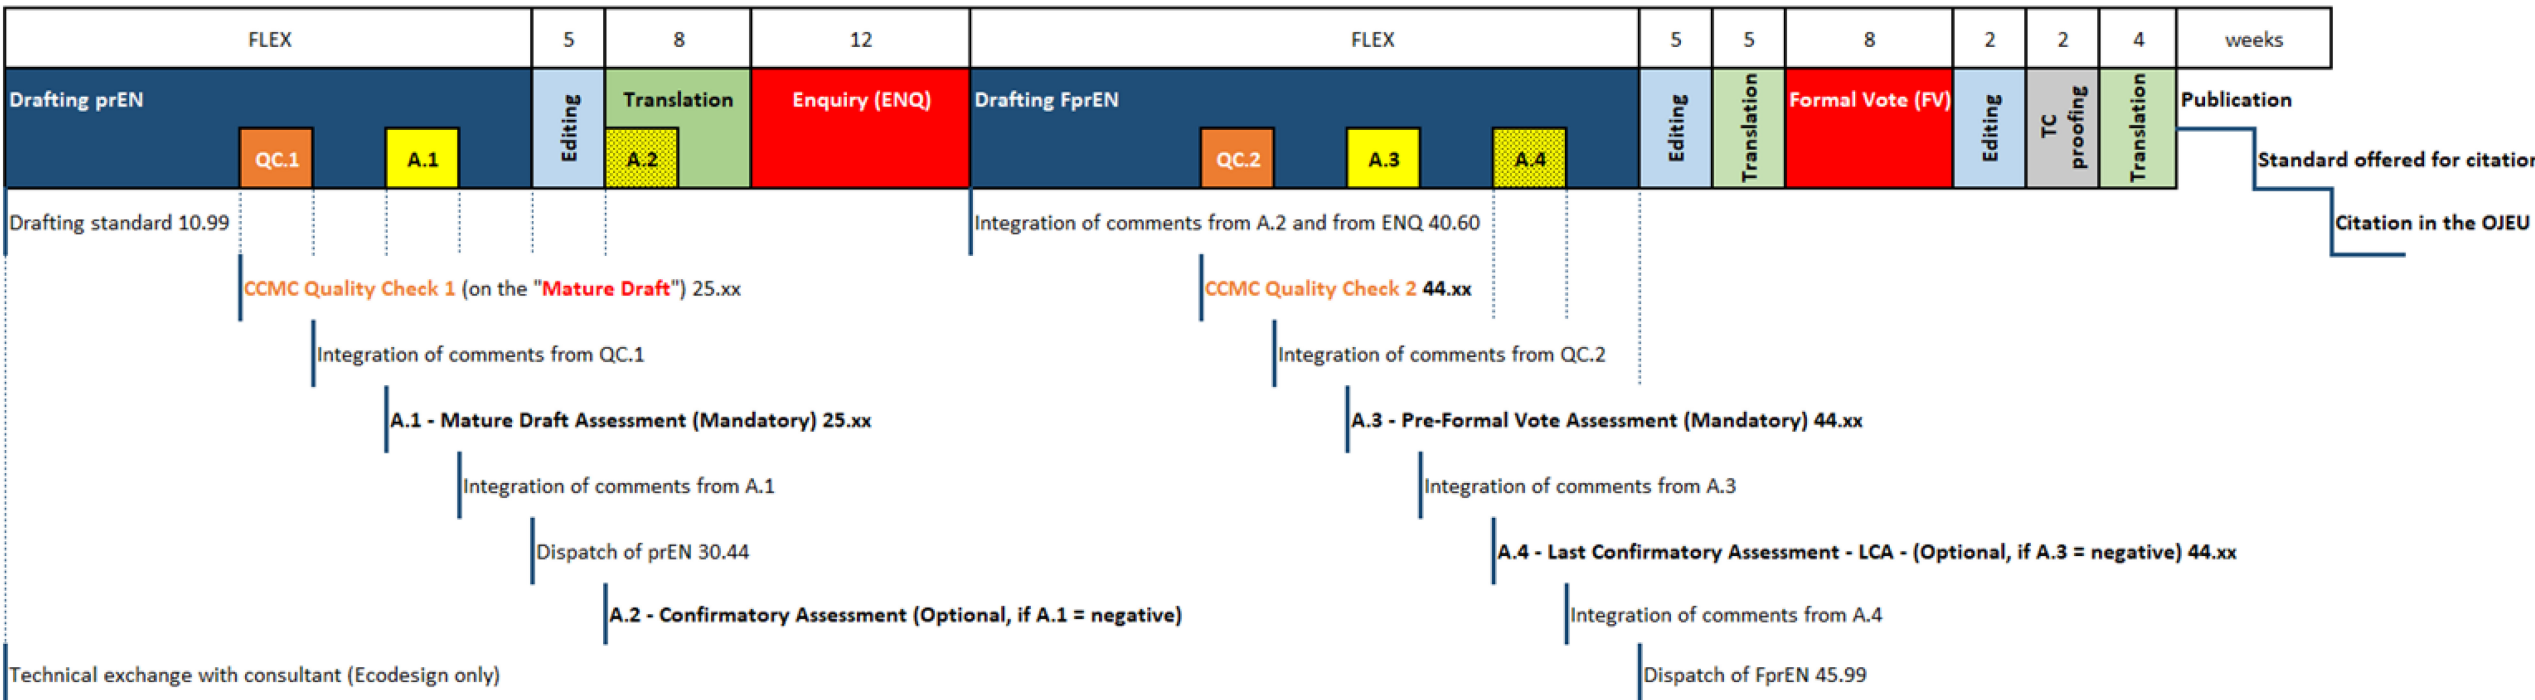 FLEX 5 8 12 FLEX 5 5 8 2 2 4 weeks
Drafting prEN
Editing
Translation
Enquiry (ENQ)
Drafting FprEN
Editing
Translation
Formal Vote (FV)
Editing
TC
proofing
Translation
Publication
QC.1
A.1
A.2
QC.2
A.3
A.4
Standard offered for citation
Drafting standard 10.99
Integration of comments from A.2 and from ENQ 40.60
Citation in the OJEU
CCMC Quality Check 1 (on the "Mature Draft") 25.xx
CCMC Quality Check 2 44.xx
Integration of comments from QC.1
Integration of comments from QC.2
A.1 - Mature Draft Assessment (Mandatory) 25.xx
A.3 - Pre-Formal Vote Assessment (Mandatory) 44.xx
Integration of comments from A.1
Integration of comments from A.3
Dispatch of prEN 30.44
A.4 - Last Confirmatory Assessment - LCA - (Optional, if A.3 = negative) 44.xx
A.2 - Confirmatory Assessment (Optional, if A.1 = negative)
Integration of comments from A.4
Technical exchange with consultant (Ecodesign only)
Dispatch of FprEN 45.99